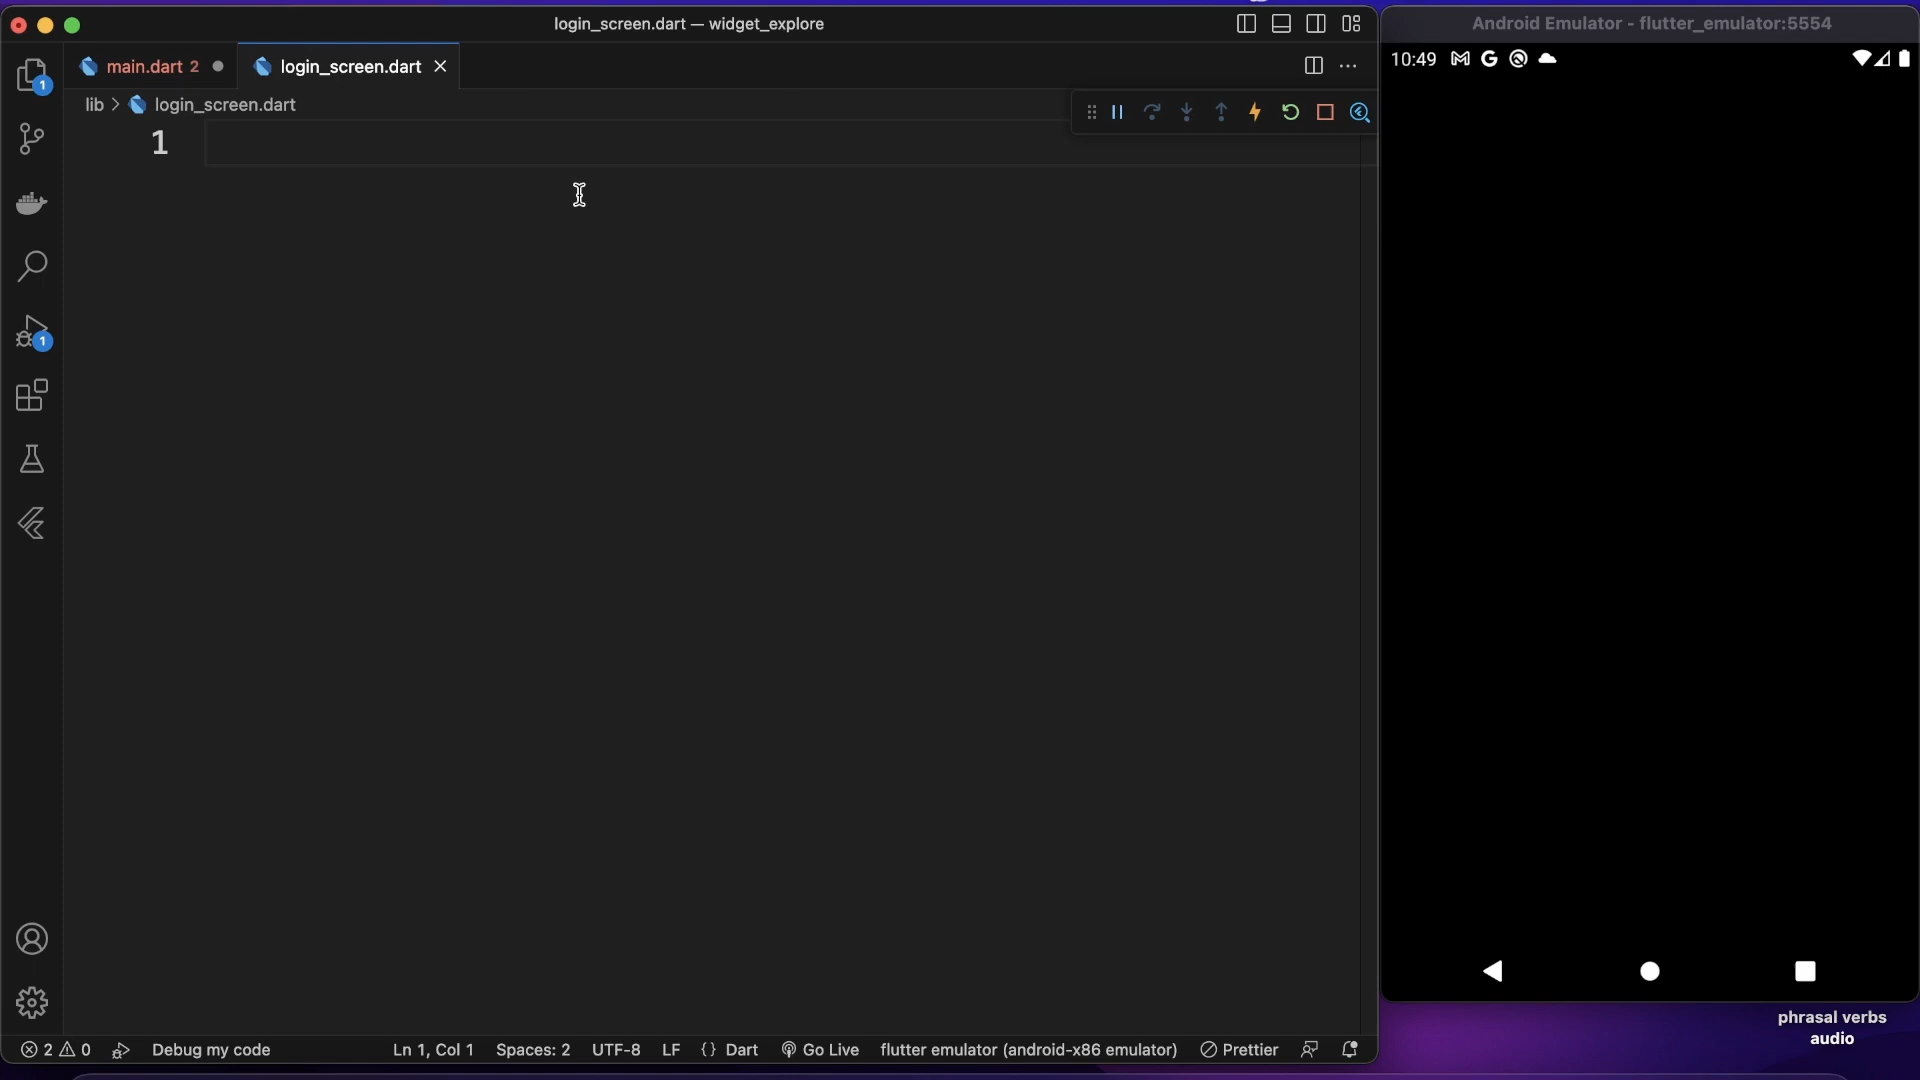 login_screen.dart — widget_explore
Android Emulator - flutter_emulator:5554
main.dart 2
login_screen.dart
10:49
1
lib > login_screen.dart
1
1
phrasal verbs
audio
2 0
Debug my code
Ln 1, Col 1
Spaces: 2
UTF-8
LF
{} Dart
Go Live
flutter emulator (android-x86 emulator)
Prettier